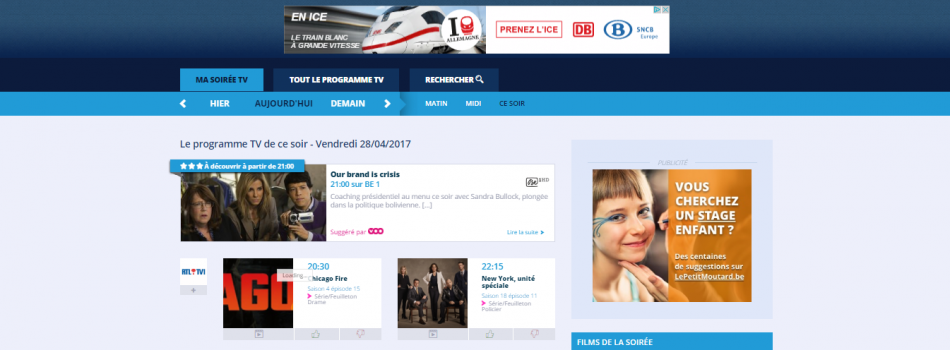 EN ICE
LE TRAIN BLANC
À GRANDE VITESSE
I
ALLEMAGNE
PRENEZ L'ICE
DB
B
SNCB
Europe
MA SOIRÉE TV
TOUT LE PROGRAMME TV
RECHERCHER
HIER
AUJOURD'HUI
DEMAIN
MATIN
MIDI
CE SOIR
Le programme TV de ce soir - Vendredi 28/04/2017
À découvrir à partir de 21:00
Our brand is crisis
21:00 sur BE 1
Coaching présidentiel au menu ce soir avec Sandra Bullock, plongée
dans la politique bolivienne. [...]
Suggéré par
Lire la suite >
PUBLICITÉ
VOUS
CHERCHEZ
UN STAGE
ENFANT ?
Des centaines
de suggestions sur
LePetitMoutard.be
RTL TVI
+
AGO
Loading...
20:30
Chicago Fire
Saison 4 épisode 15
Série/Feuilleton
Drame
22:15
New York, unité
spéciale
Saison 18 épisode 11
Série/Feuilleton
Policier
FILMS DE LA SOIRÉE